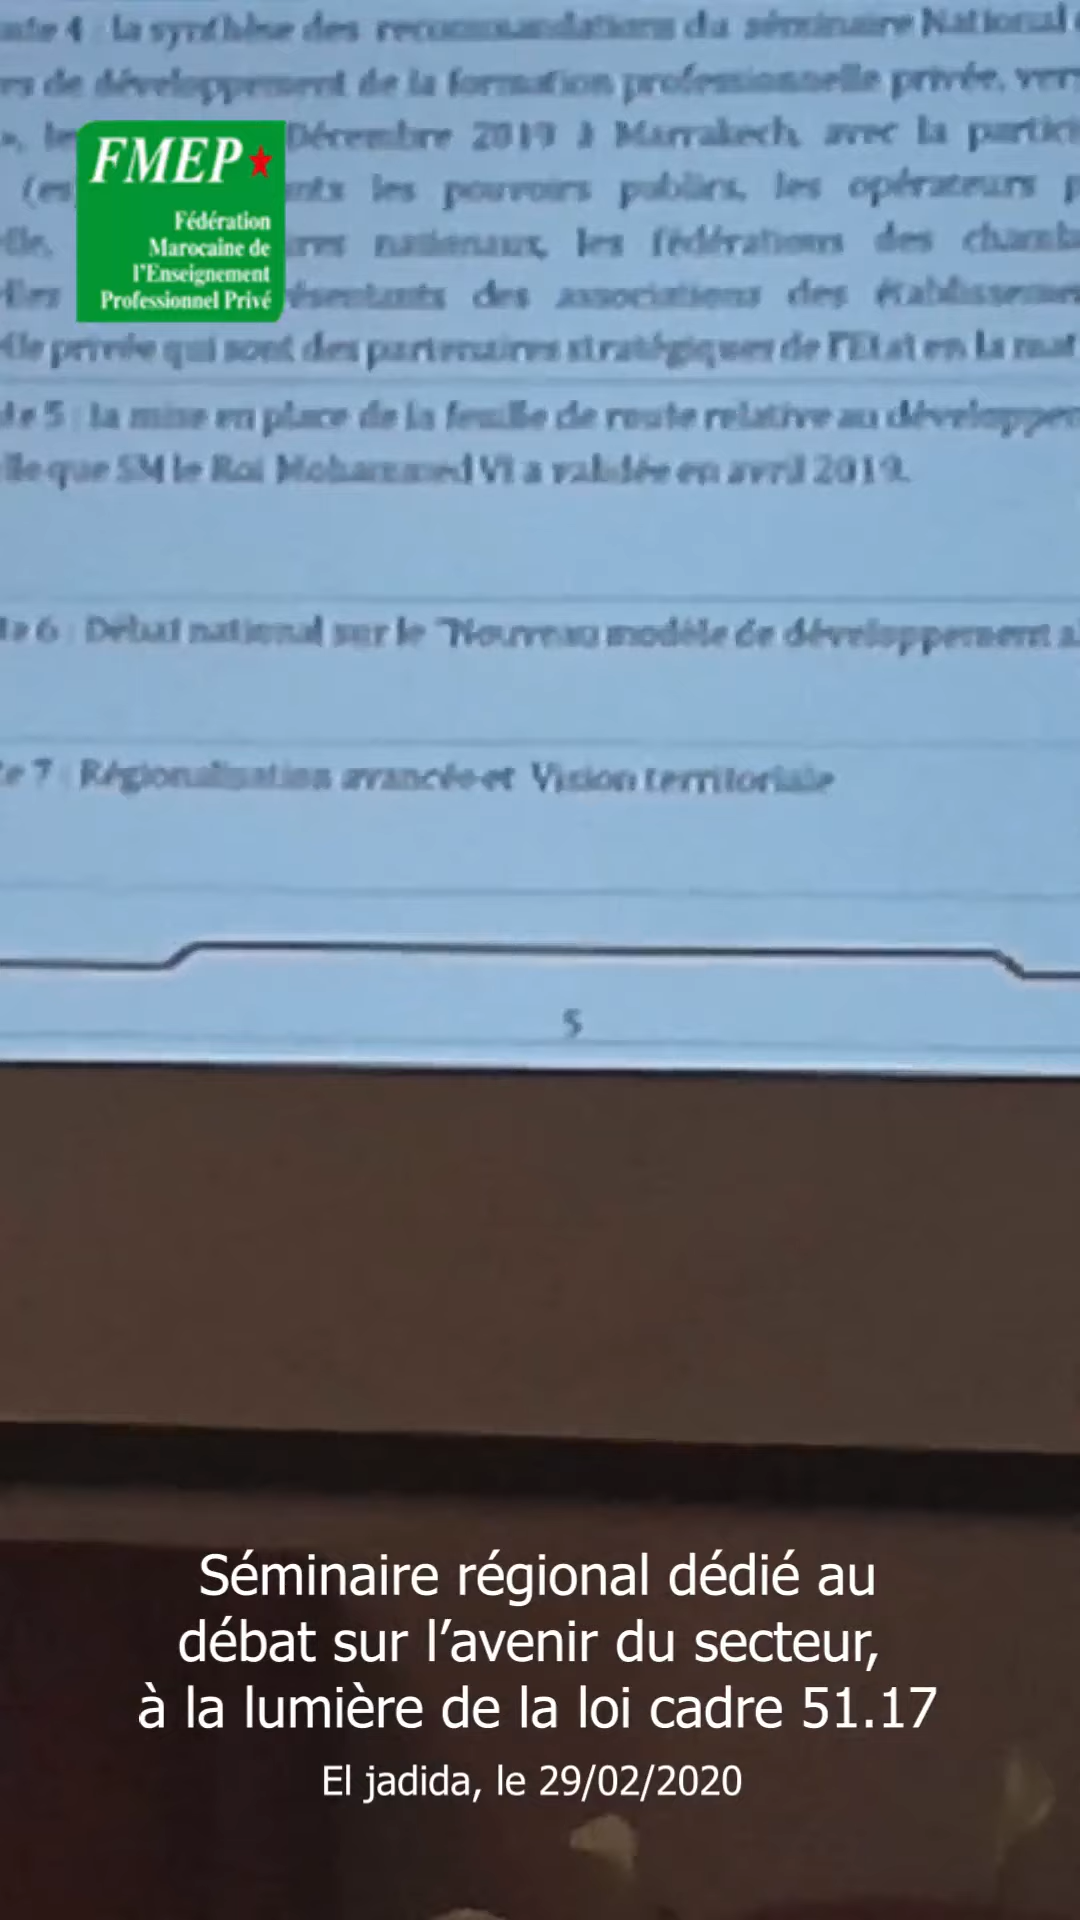 4 : la synthèse des recommandations du séminaire National
de développement de la formation professionnelle privée, vers
Décembre 2019 à Marrakech, avec la
les pouvoirs publics, les opérateurs
nationaux, les fédérations des
des associations des
privée qui sont des partenaires stratégiques de l'Etat en la
5 : la mise en place de la feuille de route relative au
que SM le Roi Mohammed VI a validée en avril 2019.
6 : Débat national sur le "Nouveau modèle de développement
7 : Régionalisation avancée et Vision territoriale
5
FMEP
Fédération
Marocaine de
l'Enseignement
Professionnel Privé
Séminaire régional dédié au
débat sur l'avenir du secteur,
à la lumière de la loi cadre 51.17
El jadida, le 29/02/2020